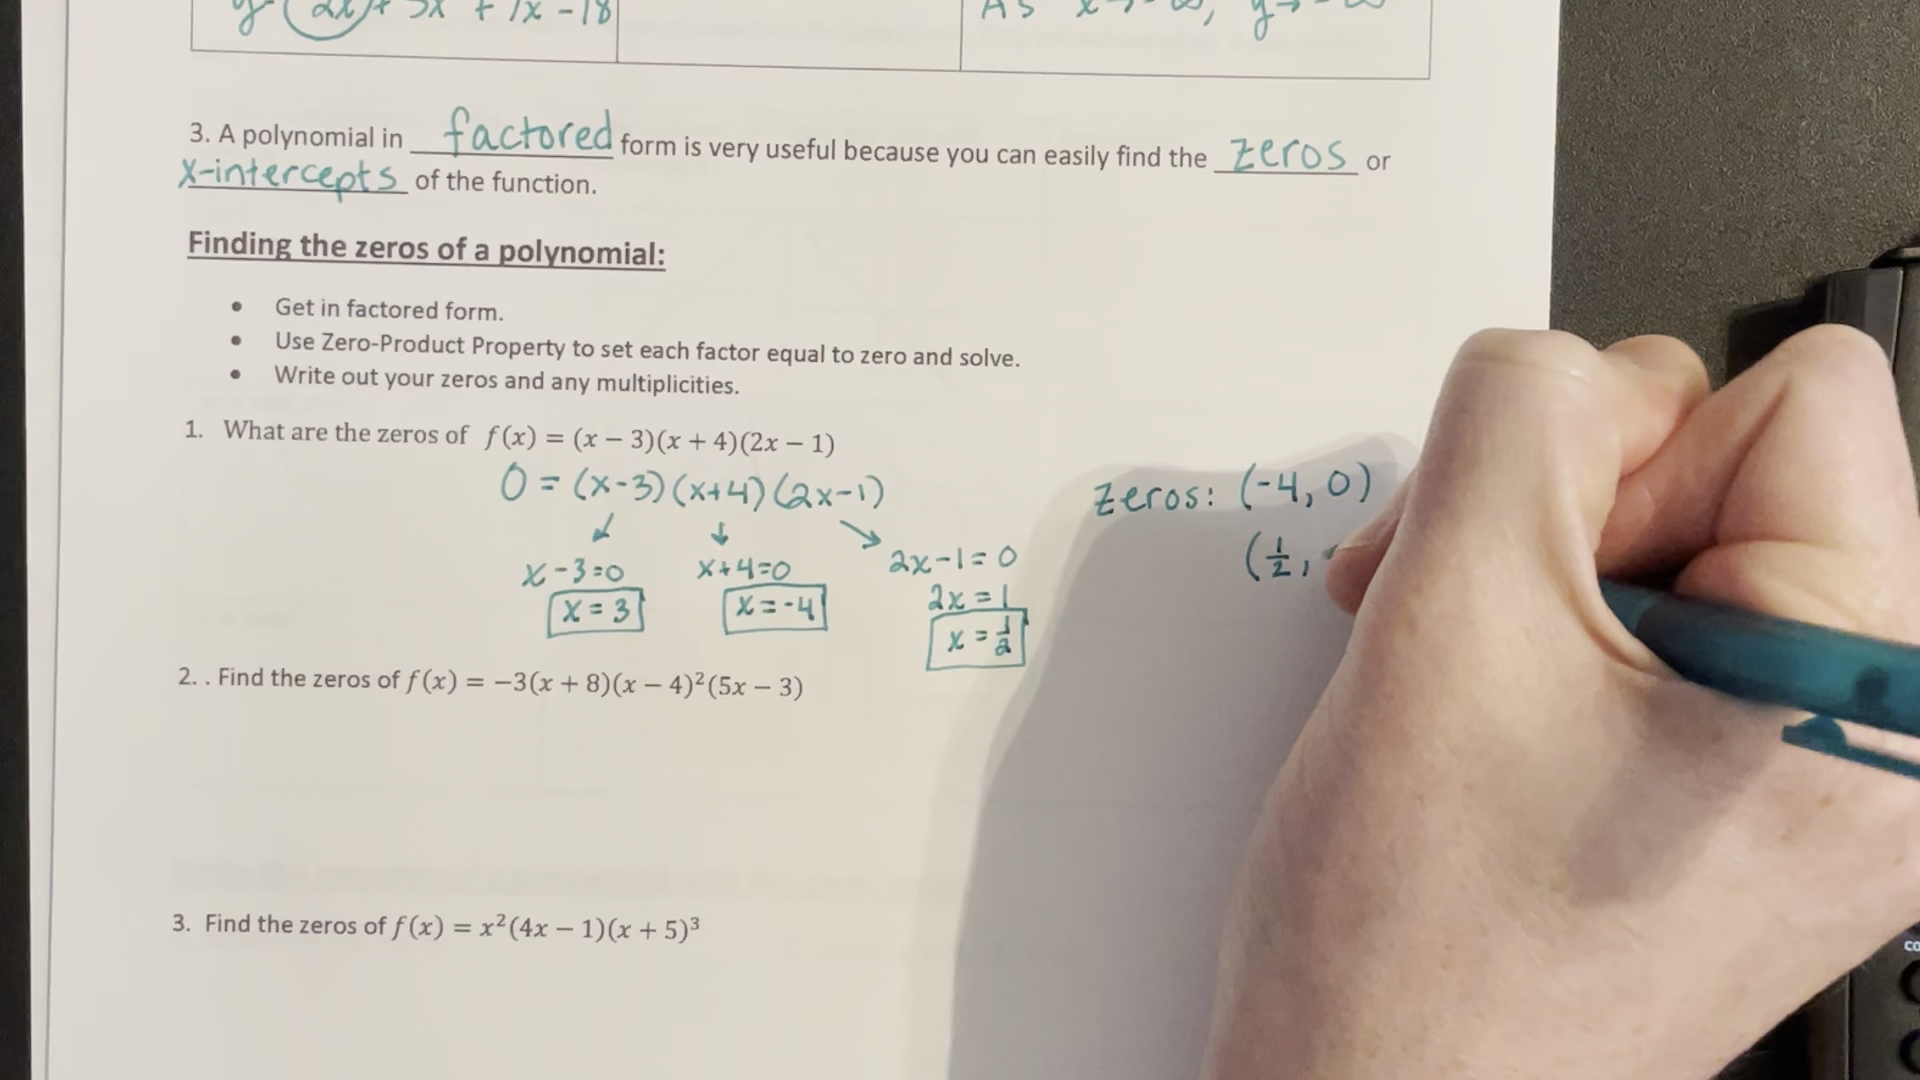 + 7x - 18
As x → -∞, y → -∞
3. A polynomial in factored form is very useful because you can easily find the zeros or
x-intercepts of the function.
Finding the zeros of a polynomial:
• Get in factored form.
• Use Zero-Product Property to set each factor equal to zero and solve.
• Write out your zeros and any multiplicities.
1. What are the zeros of f(x) = (x − 3)(x + 4)(2x − 1)
0 = (x-3)(x+4)(2x-1)
zeros: (-4, 0)
(1/2,
x-3=0 x+4=0 2x-1=0
2x=1
x=3 x=-4
x=1/2
2. . Find the zeros of f(x) = −3(x + 8)(x − 4)²(5x − 3)
3. Find the zeros of f(x) = x²(4x − 1)(x + 5)³